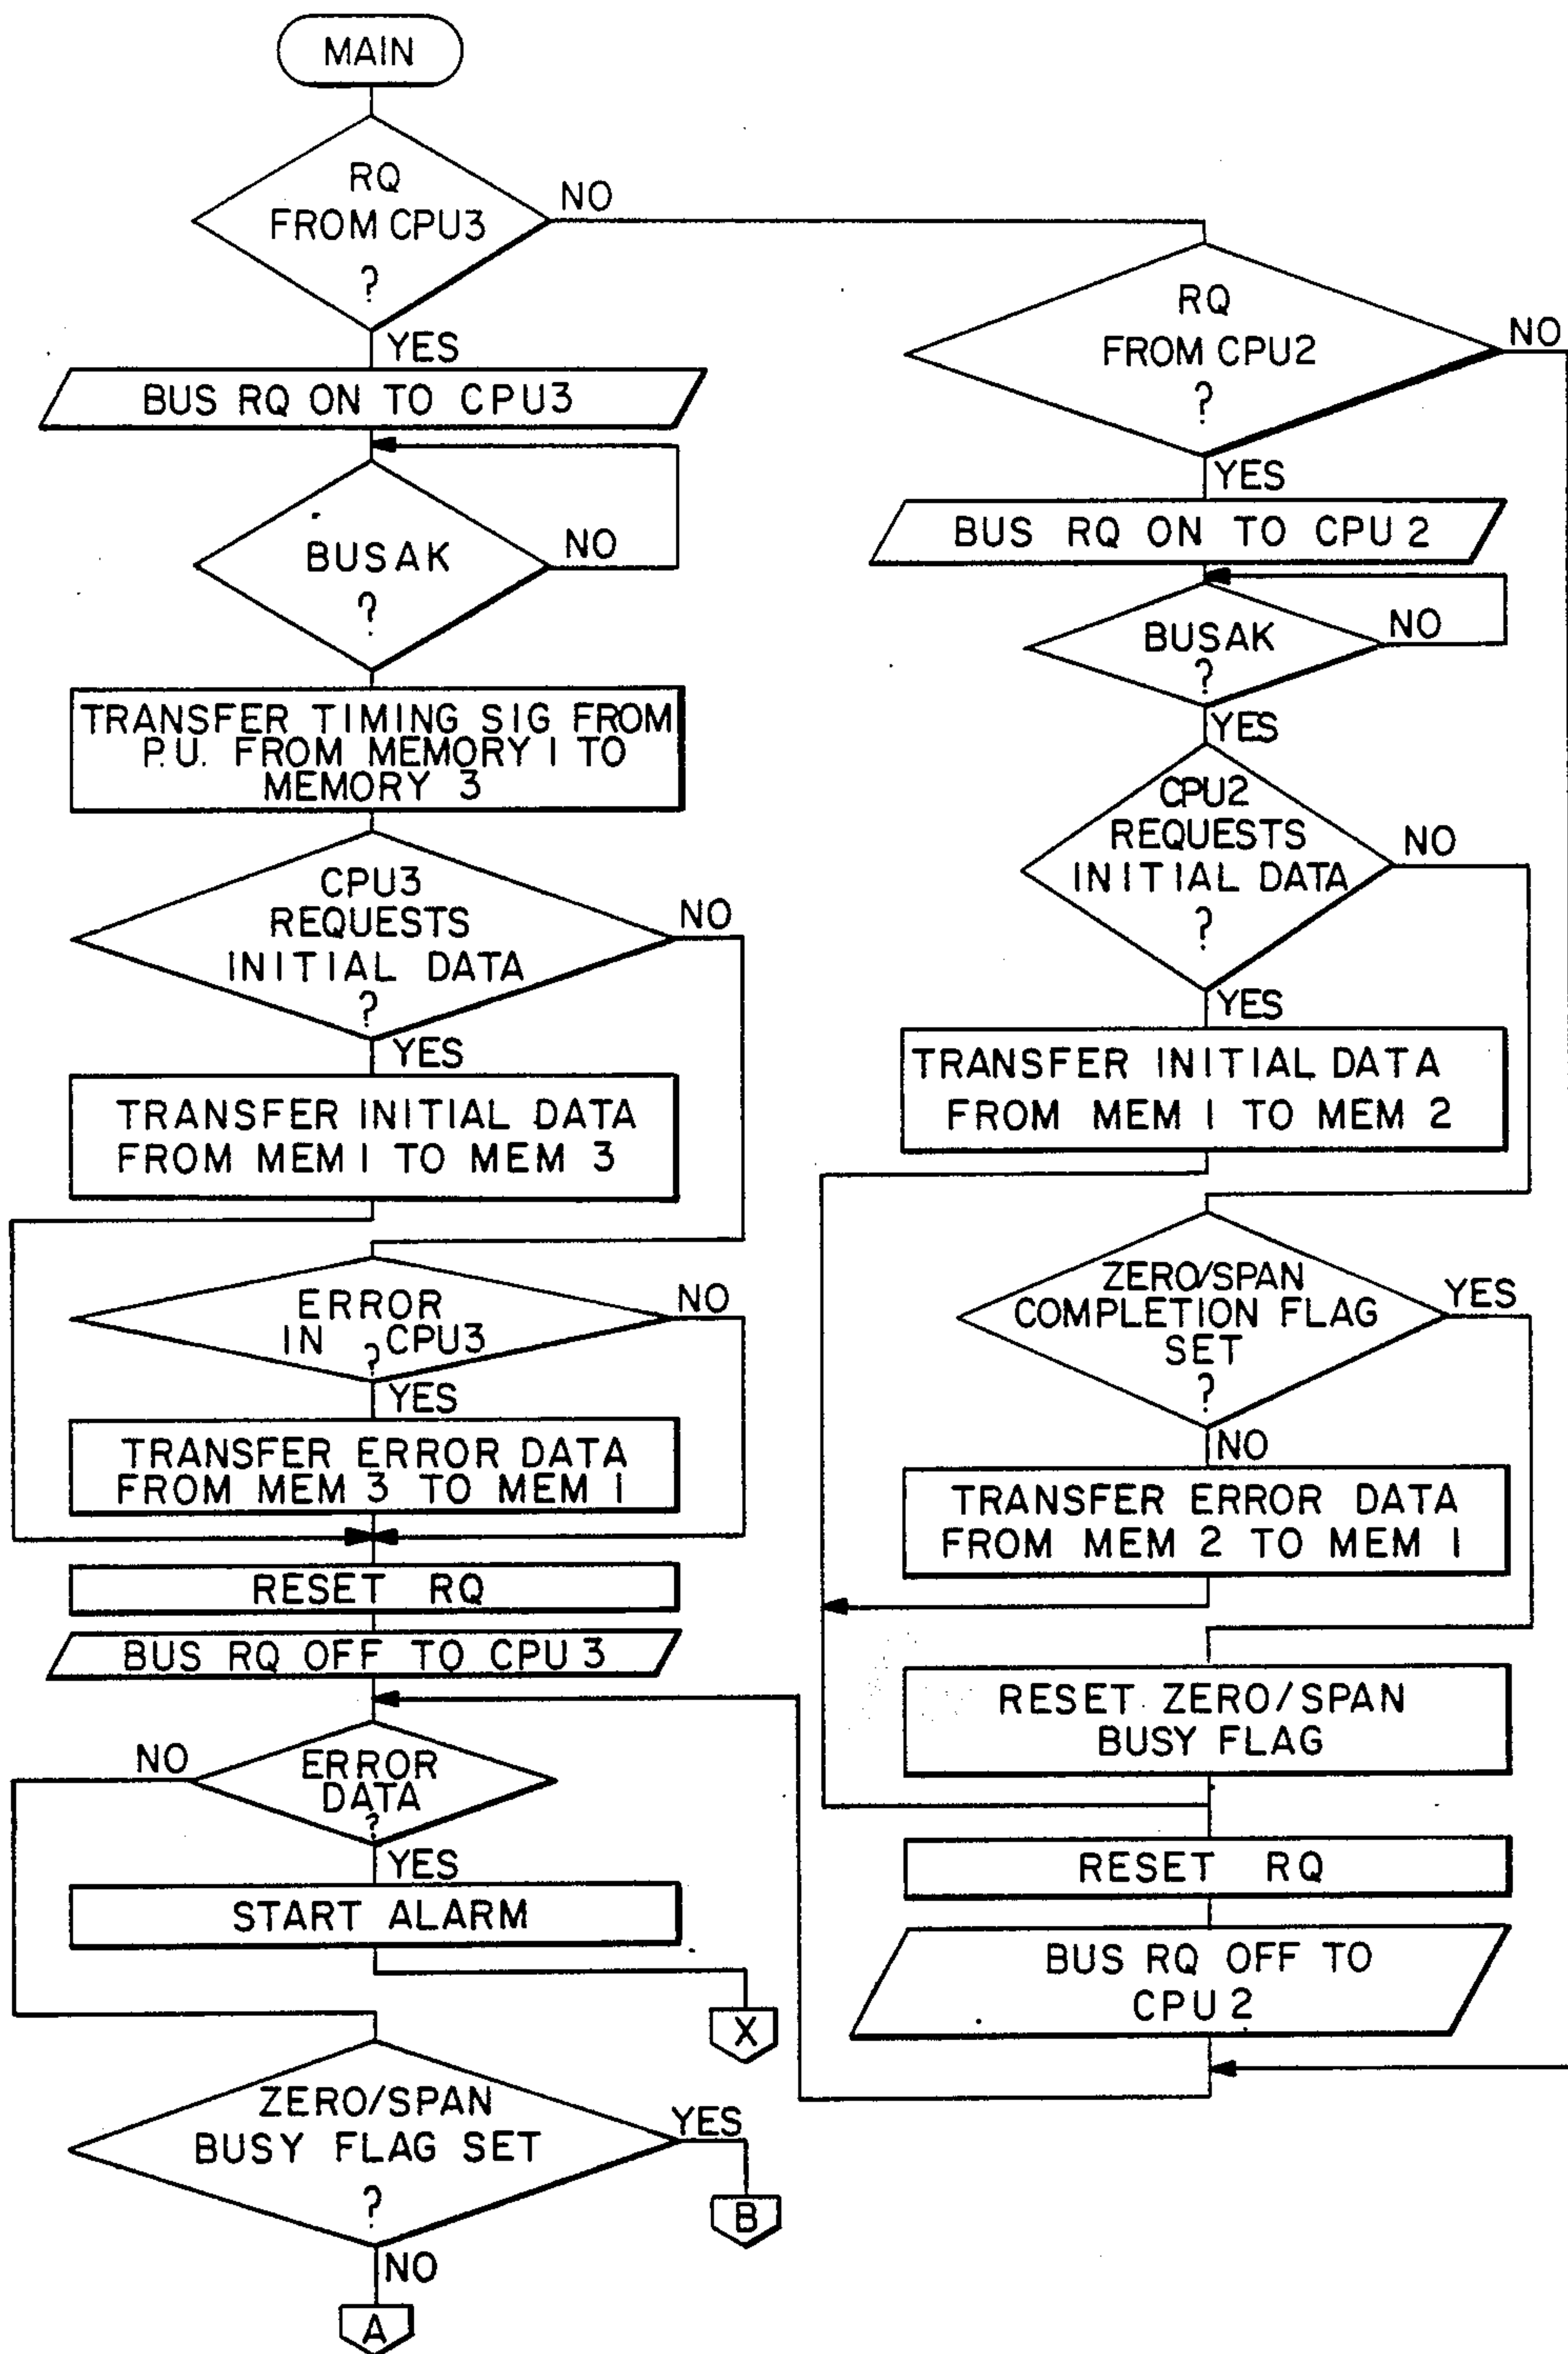 MAIN
RQ
FROM CPU3
?
NO
YES
BUS RQ ON TO CPU3
BUSAK
?
NO
TRANSFER TIMING SIG FROM
P.U. FROM MEMORY 1 TO
MEMORY 3
CPU3
REQUESTS
INITIAL DATA
?
NO
YES
TRANSFER INITIAL DATA
FROM MEM 1 TO MEM 3
ERROR
IN CPU3
?
NO
YES
TRANSFER ERROR DATA
FROM MEM 3 TO MEM 1
RESET RQ
BUS RQ OFF TO CPU 3
ERROR
DATA
?
NO
YES
START ALARM
X
ZERO/SPAN
BUSY FLAG SET
?
YES
B
NO
A
RQ
FROM CPU2
?
NO
YES
BUS RQ ON TO CPU 2
BUSAK
?
NO
YES
CPU2
REQUESTS
INITIAL DATA
?
NO
YES
TRANSFER INITIAL DATA
FROM MEM 1 TO MEM 2
ZERO/SPAN
COMPLETION FLAG
SET
?
YES
NO
TRANSFER ERROR DATA
FROM MEM 2 TO MEM 1
RESET ZERO/SPAN
BUSY FLAG
RESET RQ
BUS RQ OFF TO
CPU 2